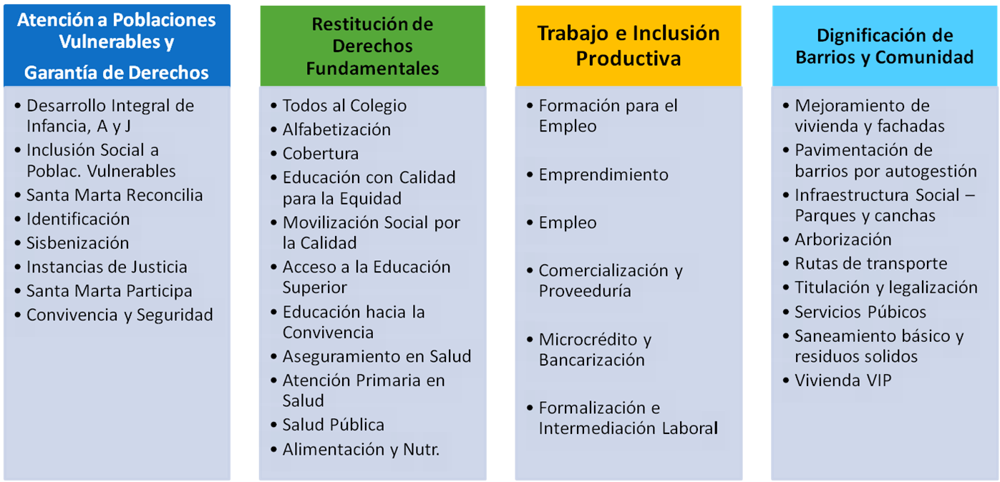 Atención a Poblaciones
Vulnerables y
Garantía de Derechos
• Desarrollo Integral de
Infancia, A y J
• Inclusión Social a
Poblac. Vulnerables
• Santa Marta Reconcilia
• Identificación
• Sisbenización
• Instancias de Justicia
• Santa Marta Participa
• Convivencia y Seguridad
Restitución de
Derechos
Fundamentales
• Todos al Colegio
• Alfabetización
• Cobertura
• Educación con Calidad
para la Equidad
• Movilización Social por
la Calidad
• Acceso a la Educación
Superior
• Educación hacia la
Convivencia
• Aseguramiento en Salud
• Atención Primaria en
Salud
• Salud Pública
• Alimentación y Nutr.
Trabajo e Inclusión
Productiva
• Formación para el
Empleo
• Emprendimiento
• Empleo
• Comercialización y
Proveeduría
• Microcrédito y
Bancarización
• Formalización e
Intermediación Laboral
Dignificación de
Barrios y Comunidad
• Mejoramiento de
vivienda y fachadas
• Pavimentación de
barrios por autogestión
• Infraestructura Social –
Parques y canchas
• Arborización
• Rutas de transporte
• Titulación y legalización
• Servicios Púbicos
• Saneamiento básico y
residuos solidos
• Vivienda VIP